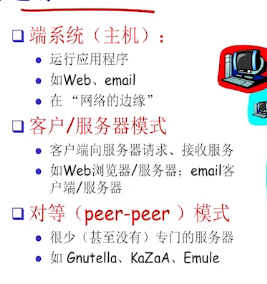 端系统（主机）：
运行应用程序
如Web、email
在 “网络的边缘”
客户/服务器模式
客户端向服务器请求、接收服务
如Web浏览器/服务器；email客
户端/服务器
对等（peer-peer ）模式
很少（甚至没有）专门的服务器
如 Gnutella、KaZaA、Emule